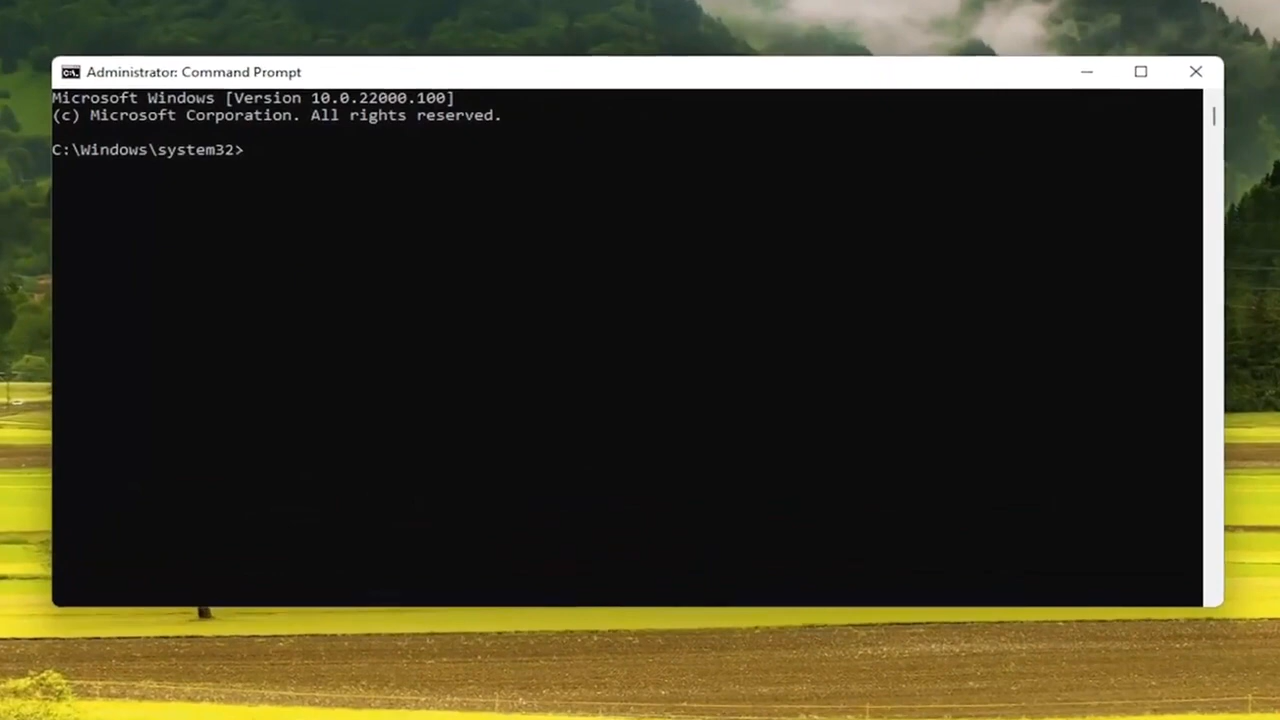 Administrator: Command Prompt
Microsoft Windows [Version 10.0.22000.100]
(c) Microsoft Corporation. All rights reserved.
C:\Windows\system32>